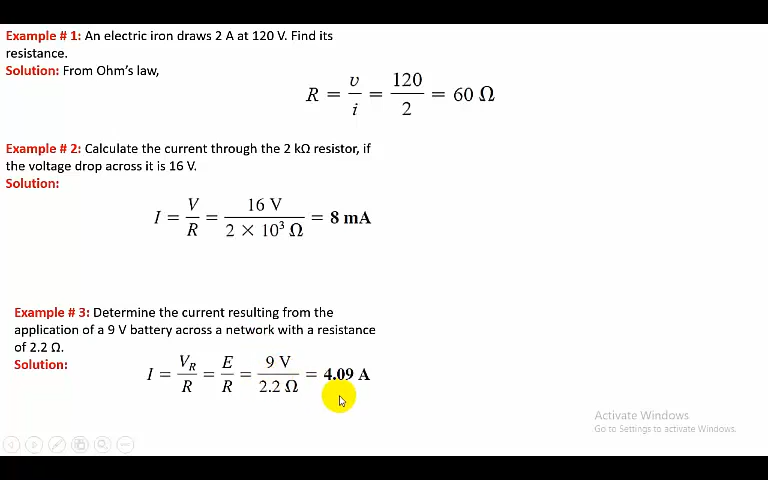 Example # 1: An electric iron draws 2 A at 120 V. Find its
resistance.
Solution: From Ohm's law,
R = v/i = 120/2 = 60 Ω
Example # 2: Calculate the current through the 2 kΩ resistor, if
the voltage drop across it is 16 V.
Solution:
I = V/R = 16 V/2 × 10³ Ω = 8 mA
Example # 3: Determine the current resulting from the
application of a 9 V battery across a network with a resistance
of 2.2 Ω.
Solution:
I = V_R/R = E/R = 9 V/2.2 Ω = 4.09 A
Activate Windows
Go to Settings to activate Windows.